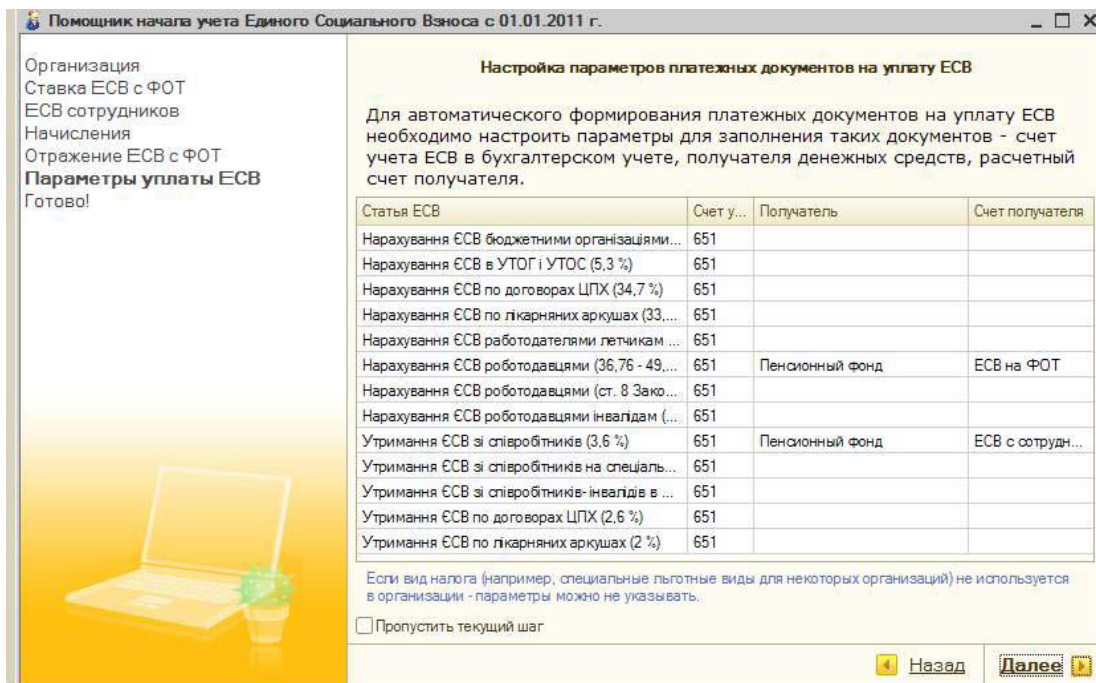 Помощник начала учета Единого Социального Взноса с 01.01.2011 г.
Организация
Ставка ЕСВ с ФОТ
ЕСВ сотрудников
Начисления
Отражение ЕСВ с ФОТ
Параметры уплаты ЕСВ
Готово!
Настройка параметров платежных документов на уплату ЕСВ
Для автоматического формирования платежных документов на уплату ЕСВ
необходимо настроить параметры для заполнения таких документов - счет
учета ЕСВ в бухгалтерском учете, получателя денежных средств, расчетный
счет получателя.
Статья ЕСВ Счет у... Получатель Счет получателя
Нарахування ЄСВ бюджетними організаціями... 651
Нарахування ЄСВ в УТОГ і УТОС (5,3 %) 651
Нарахування ЄСВ по договорах ЦПХ (34,7 %) 651
Нарахування ЄСВ по лікарняних аркушах (33,... 651
Нарахування ЄСВ работодателями летчикам ... 651
Нарахування ЄСВ роботодавцями (36,76 - 49,... 651 Пенсионный фонд ЕСВ на ФОТ
Нарахування ЄСВ роботодавцями (ст. 8 Зако... 651
Нарахування ЄСВ роботодавцями інвалідам (... 651
Утримання ЄСВ зі співробітників (3,6 %) 651 Пенсионный фонд ЕСВ с сотрудн...
Утримання ЄСВ зі співробітників на спеціаль... 651
Утримання ЄСВ зі співробітників-інвалідів в ... 651
Утримання ЄСВ по договорах ЦПХ (2,6 %) 651
Утримання ЄСВ по лікарняних аркушах (2 %) 651
Если вид налога (например, специальные льготные виды для некоторых организаций) не используется
в организации - параметры можно не указывать.
Пропустить текущий шаг
Назад Далее